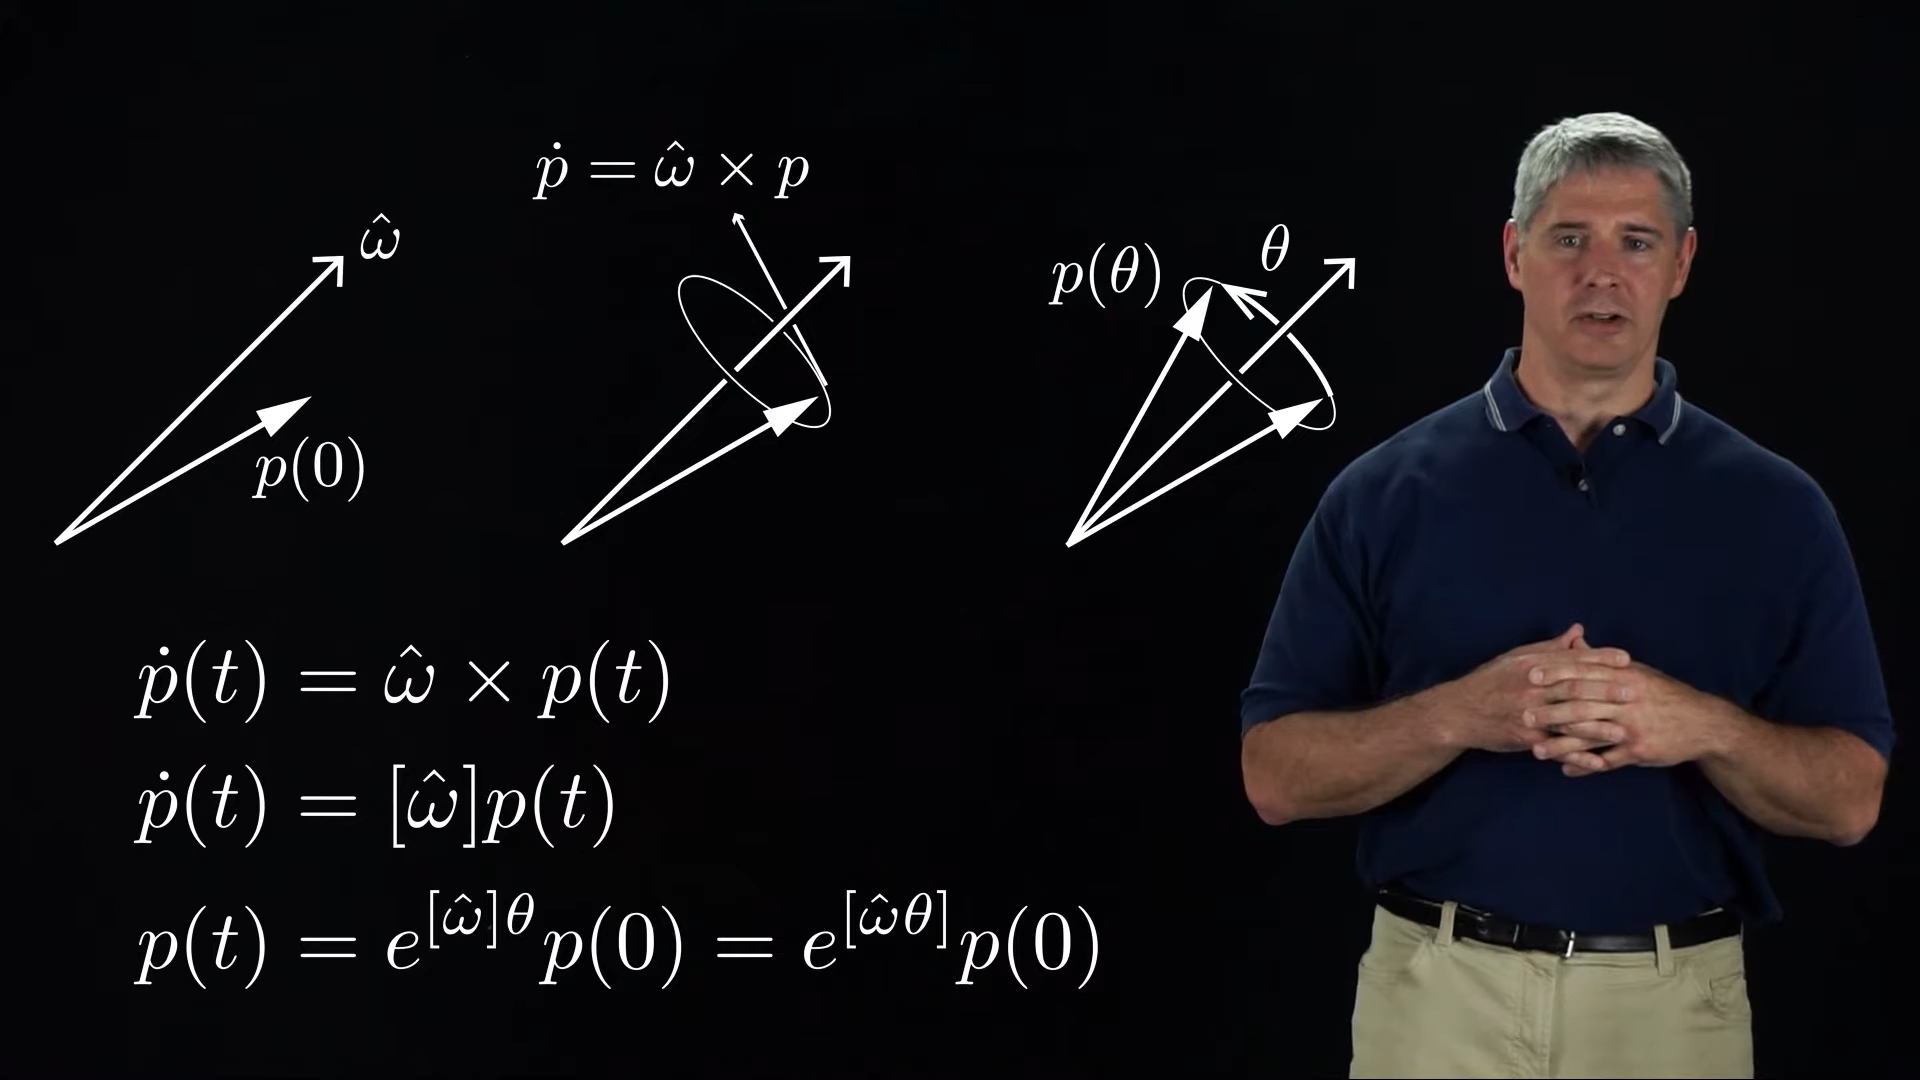 ṗ = ω̂ × p
ω̂
p(0)
p(θ)
θ
ṗ(t) = ω̂ × p(t)
ṗ(t) = [ω̂]p(t)
p(t) = e^{[ω̂]θ}p(0) = e^{[ω̂θ]}p(0)